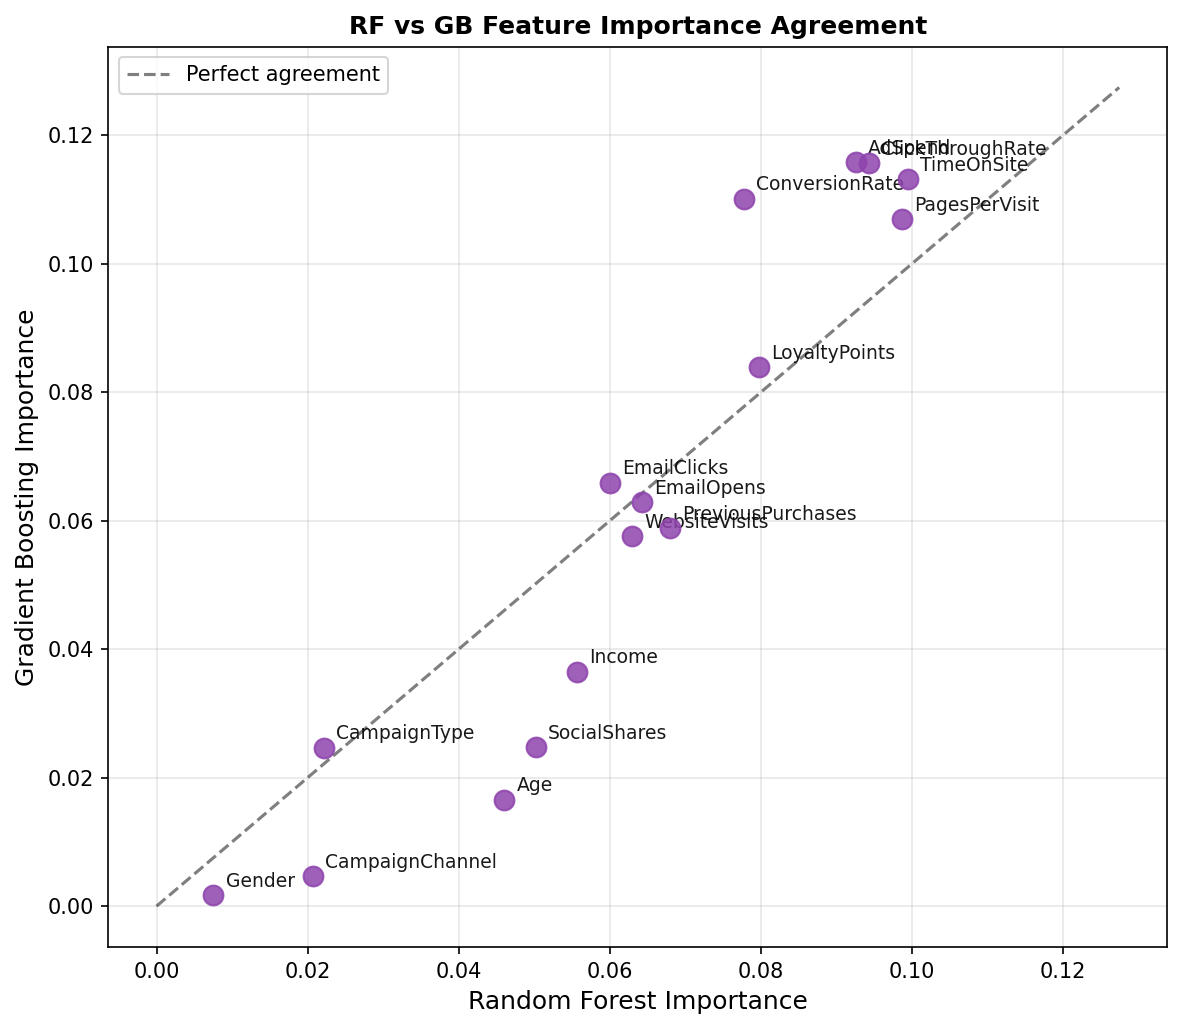 RF vs GB Feature Importance Agreement
Perfect agreement
Gradient Boosting Importance
0.12
0.10
0.08
0.06
0.04
0.02
0.00
AdSpend
ClickThroughRate
TimeOnSite
ConversionRate
PagesPerVisit
LoyaltyPoints
EmailClicks
EmailOpens
PreviousPurchases
WebsiteVisits
Income
CampaignType
SocialShares
Age
CampaignChannel
Gender
0.00 0.02 0.04 0.06 0.08 0.10 0.12
Random Forest Importance